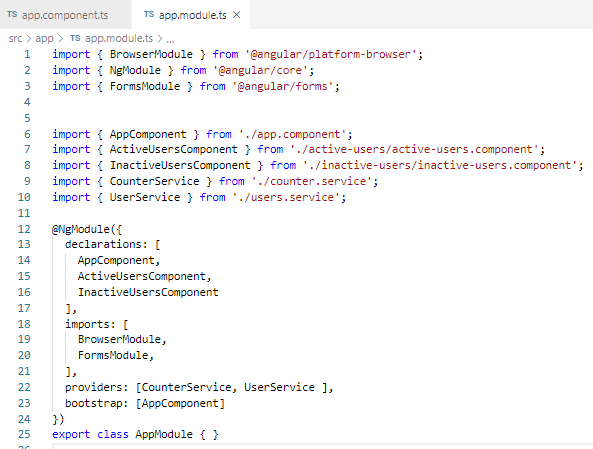 TS app.component.ts TS app.module.ts ×
src > app > TS app.module.ts > ...
1 import { BrowserModule } from '@angular/platform-browser';
2 import { NgModule } from '@angular/core';
3 import { FormsModule } from '@angular/forms';
4
5
6 import { AppComponent } from './app.component';
7 import { ActiveUsersComponent } from './active-users/active-users.component';
8 import { InactiveUsersComponent } from './inactive-users/inactive-users.component';
9 import { CounterService } from './counter.service';
10 import { UserService } from './users.service';
11
12 @NgModule({
13   declarations: [
14     AppComponent,
15     ActiveUsersComponent,
16     InactiveUsersComponent
17   ],
18   imports: [
19     BrowserModule,
20     FormsModule,
21   ],
22   providers: [CounterService, UserService ],
23   bootstrap: [AppComponent]
24 })
25 export class AppModule { }
26